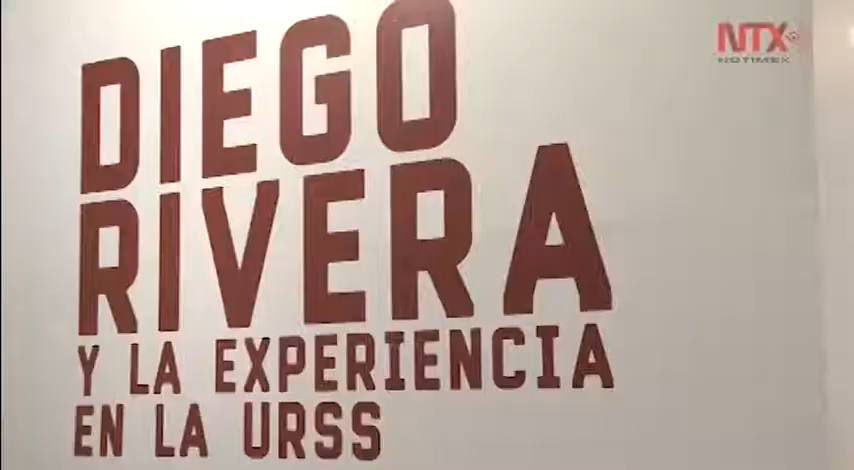 DIEGO
RIVERA
Y LA EXPERIENCIA
EN LA URSS
NTX
NOTIMEX